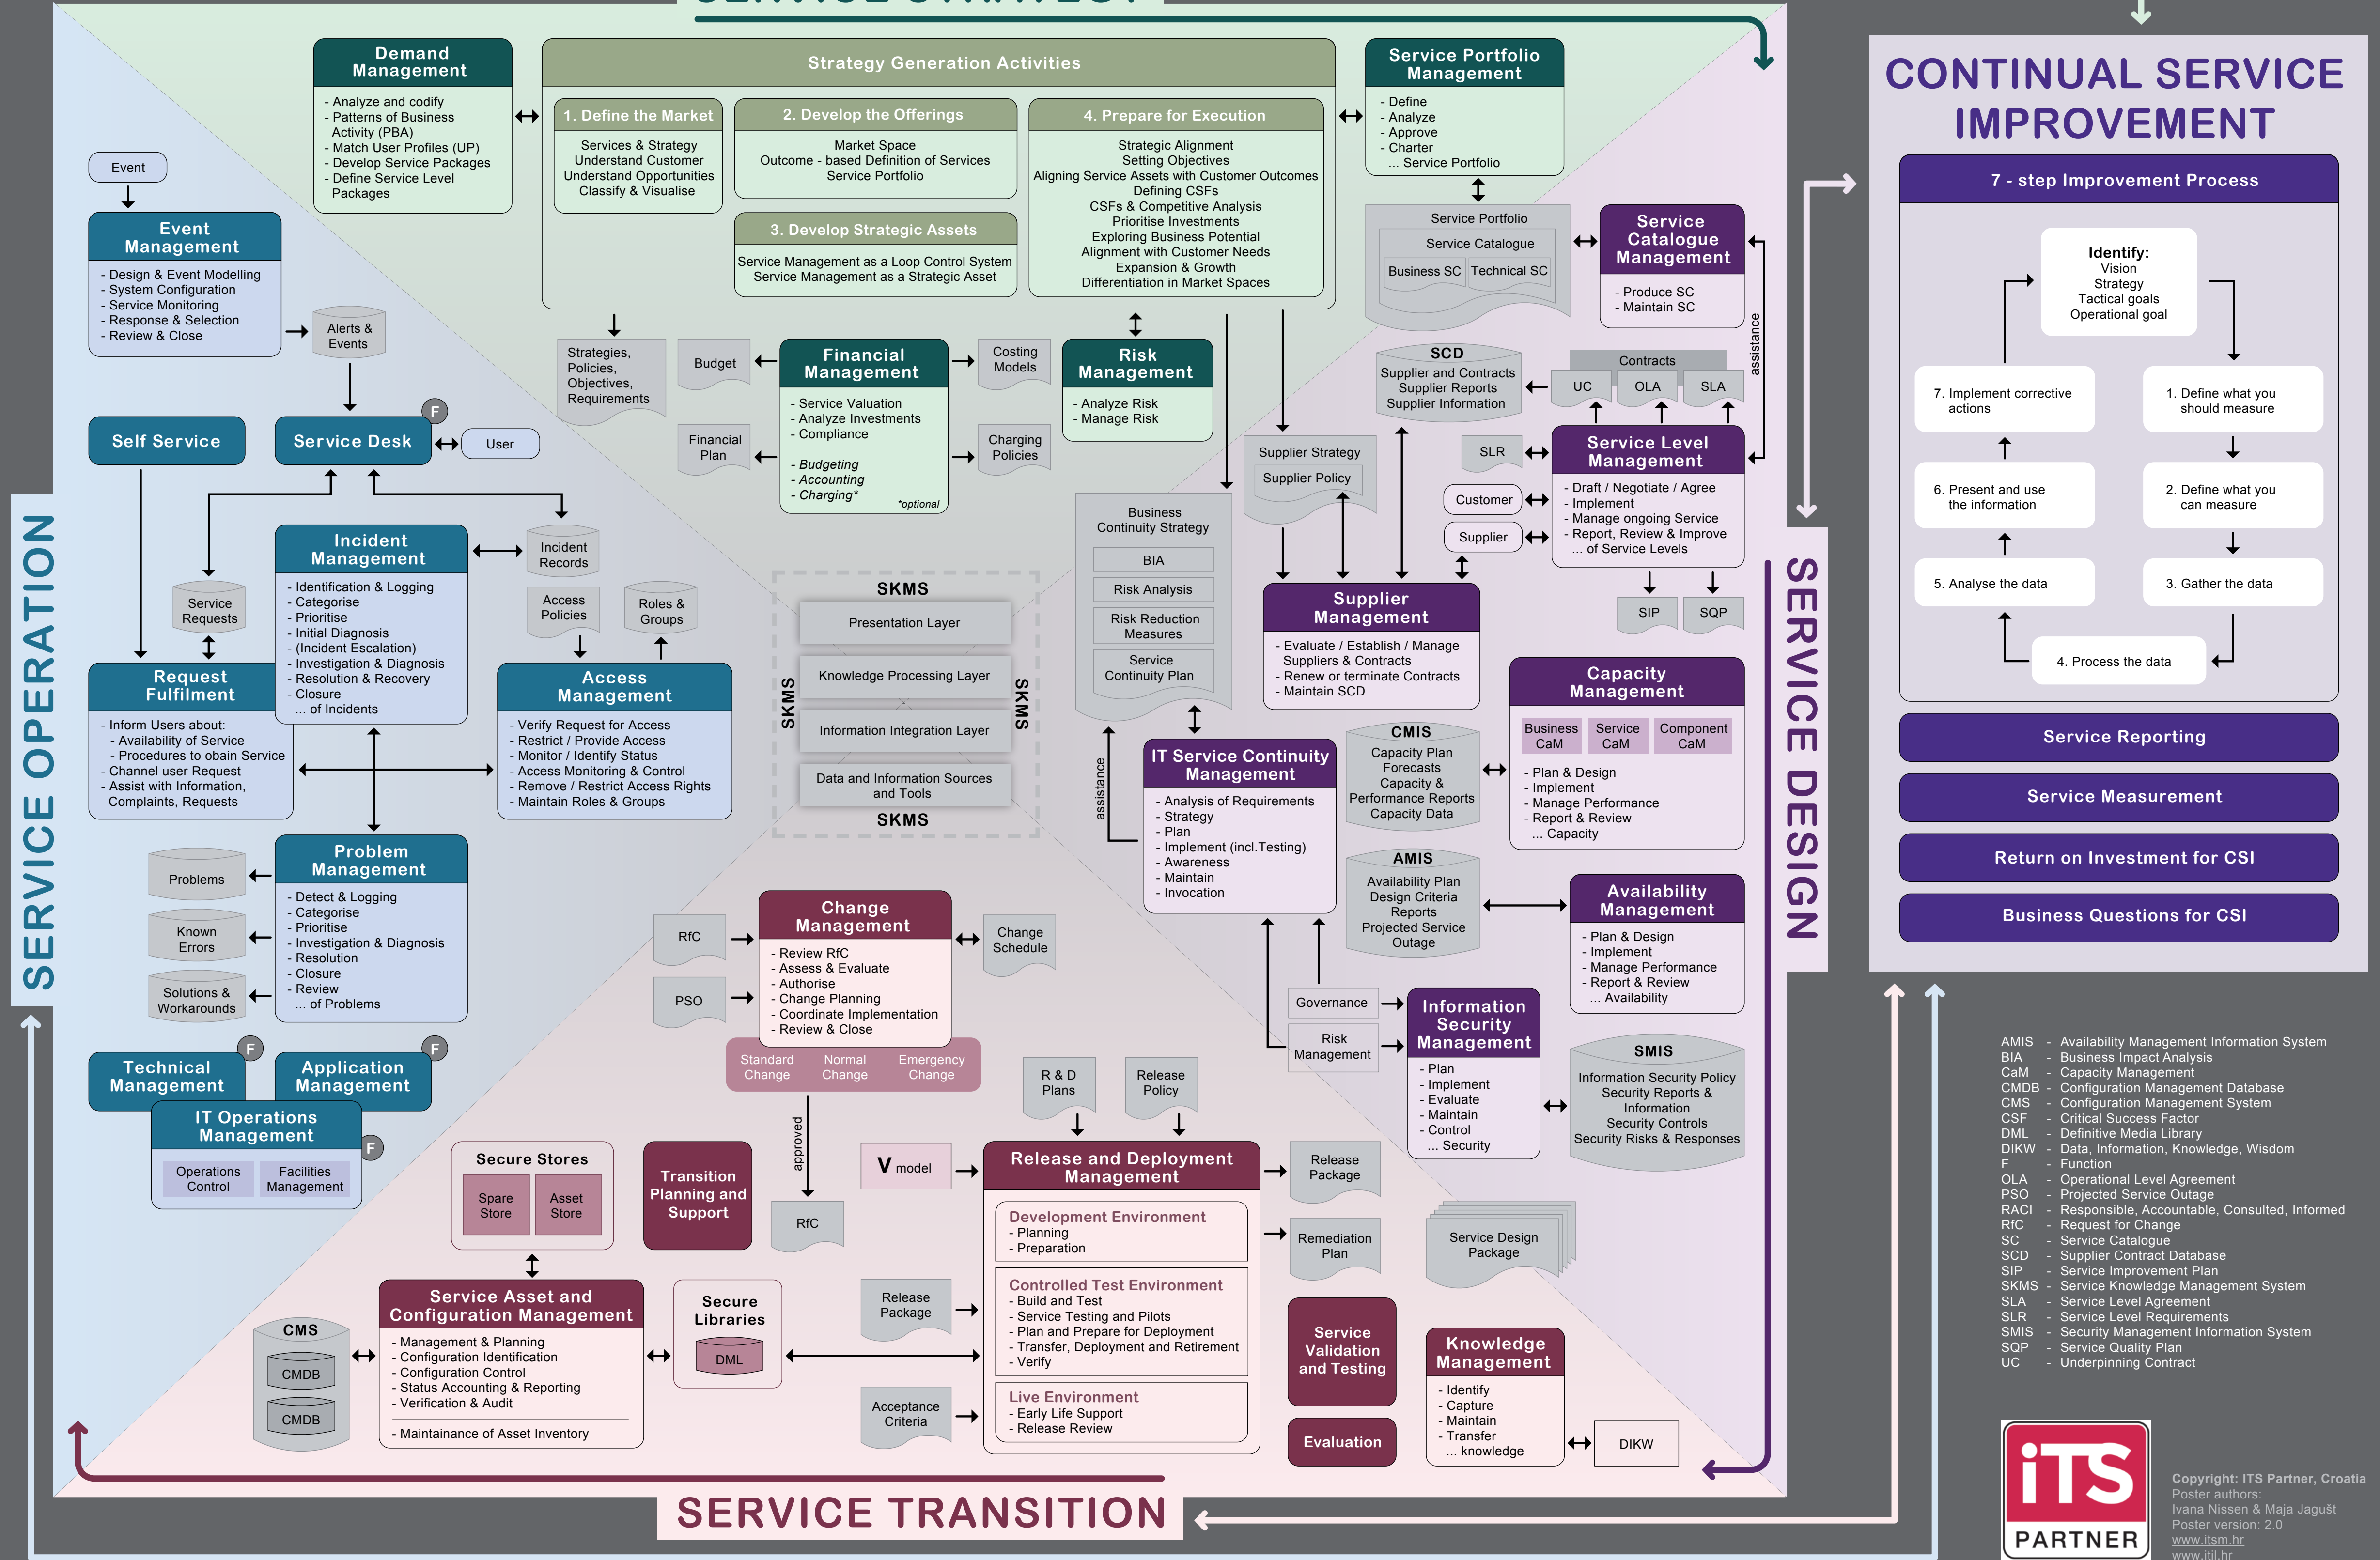 SERVICE STRATEGY
Demand
Management
- Analyze and codify
- Patterns of Business
Activity (PBA)
- Match User Profiles (UP)
- Develop Service Packages
- Define Service Level
Packages
Strategy Generation Activities
1. Define the Market
Services & Strategy
Understand Customer
Understand Opportunities
Classify & Visualise
2. Develop the Offerings
Market Space
Outcome - based Definition of Services
Service Portfolio
3. Develop Strategic Assets
Service Management as a Loop Control System
Service Management as a Strategic Asset
4. Prepare for Execution
Strategic Alignment
Setting Objectives
Aligning Service Assets with Customer Outcomes
Defining CSFs
CSFs & Competitive Analysis
Prioritise Investments
Exploring Business Potential
Alignment with Customer Needs
Expansion & Growth
Differentiation in Market Spaces
Service Portfolio
Management
- Define
- Analyze
- Approve
- Charter
... Service Portfolio
Strategies,
Policies,
Objectives,
Requirements
Budget
Financial
Plan
Financial
Management
- Service Valuation
- Analyze Investments
- Compliance
- Budgeting
- Accounting
- Charging*
*optional
Costing
Models
Charging
Policies
Risk
Management
- Analyze Risk
- Manage Risk
SERVICE OPERATION
Event
Event
Management
- Design & Event Modelling
- System Configuration
- Service Monitoring
- Response & Selection
- Review & Close
Alerts &
Events
Self Service
Service Desk
F
User
Incident
Management
- Identification & Logging
- Categorise
- Prioritise
- Initial Diagnosis
- (Incident Escalation)
- Investigation & Diagnosis
- Resolution & Recovery
- Closure
... of Incidents
Incident
Records
Service
Requests
Access
Policies
Roles &
Groups
Request
Fulfilment
- Inform Users about:
- Availability of Service
- Procedures to obain Service
- Channel user Request
- Assist with Information,
Complaints, Requests
Access
Management
- Verify Request for Access
- Restrict / Provide Access
- Monitor / Identify Status
- Access Monitoring & Control
- Remove / Restrict Access Rights
- Maintain Roles & Groups
Problem
Management
- Detect & Logging
- Categorise
- Prioritise
- Investigation & Diagnosis
- Resolution
- Closure
- Review
... of Problems
Problems
Known
Errors
Solutions &
Workarounds
Technical
Management
F
Application
Management
F
IT Operations
Management
F
Operations
Control
Facilities
Management
SKMS
SKMS
SKMS
Presentation Layer
Knowledge Processing Layer
Information Integration Layer
Data and Information Sources
and Tools
SKMS
SERVICE DESIGN
Service Portfolio
Service Catalogue
Business SC
Technical SC
Service
Catalogue
Management
- Produce SC
- Maintain SC
assistance
SCD
Supplier and Contracts
Supplier Reports
Supplier Information
Contracts
UC
OLA
SLA
SLR
Customer
Supplier
Service Level
Management
- Draft / Negotiate / Agree
- Implement
- Manage ongoing Service
- Report, Review & Improve
... of Service Levels
SIP
SQP
Supplier Strategy
Supplier Policy
Supplier
Management
- Evaluate / Establish / Manage
Suppliers & Contracts
- Renew or terminate Contracts
- Maintain SCD
Business
Continuity Strategy
BIA
Risk Analysis
Risk Reduction
Measures
Service
Continuity Plan
assistance
IT Service Continuity
Management
- Analysis of Requirements
- Strategy
- Plan
- Implement (incl.Testing)
- Awareness
- Maintain
- Invocation
Capacity
Management
Business
CaM
Service
CaM
Component
CaM
- Plan & Design
- Implement
- Manage Performance
- Report & Review
... Capacity
CMIS
Capacity Plan
Forecasts
Capacity &
Performance Reports
Capacity Data
AMIS
Availability Plan
Design Criteria
Reports
Projected Service
Outage
Availability
Management
- Plan & Design
- Implement
- Manage Performance
- Report & Review
... Availability
Governance
Risk
Management
Information
Security
Management
- Plan
- Implement
- Evaluate
- Maintain
- Control
... Security
SMIS
Information Security Policy
Security Reports &
Information
Security Controls
Security Risks & Responses
Service Design
Package
SERVICE TRANSITION
RfC
PSO
Change
Management
- Review RfC
- Assess & Evaluate
- Authorise
- Change Planning
- Coordinate Implementation
- Review & Close
Standard
Change
Normal
Change
Emergency
Change
Change
Schedule
approved
RfC
Secure Stores
Spare
Store
Asset
Store
Transition
Planning and
Support
Service Asset and
Configuration Management
- Management & Planning
- Configuration Identification
- Configuration Control
- Status Accounting & Reporting
- Verification & Audit
- Maintainance of Asset Inventory
CMS
CMDB
CMDB
Secure
Libraries
DML
R & D
Plans
Release
Policy
V model
Release
Package
Acceptance
Criteria
Release and Deployment
Management
Development Environment
- Planning
- Preparation
Controlled Test Environment
- Build and Test
- Service Testing and Pilots
- Plan and Prepare for Deployment
- Transfer, Deployment and Retirement
- Verify
Live Environment
- Early Life Support
- Release Review
Release
Package
Remediation
Plan
Service
Validation
and Testing
Evaluation
Knowledge
Management
- Identify
- Capture
- Maintain
- Transfer
... knowledge
DIKW
CONTINUAL SERVICE
IMPROVEMENT
7 - step Improvement Process
Identify:
Vision
Strategy
Tactical goals
Operational goal
1. Define what you
should measure
2. Define what you
can measure
3. Gather the data
4. Process the data
5. Analyse the data
6. Present and use
the information
7. Implement corrective
actions
Service Reporting
Service Measurement
Return on Investment for CSI
Business Questions for CSI
AMIS - Availability Management Information System
BIA - Business Impact Analysis
CaM - Capacity Management
CMDB - Configuration Management Database
CMS - Configuration Management System
CSF - Critical Success Factor
DML - Definitive Media Library
DIKW - Data, Information, Knowledge, Wisdom
F - Function
OLA - Operational Level Agreement
PSO - Projected Service Outage
RACI - Responsible, Accountable, Consulted, Informed
RfC - Request for Change
SC - Service Catalogue
SCD - Supplier Contract Database
SIP - Service Improvement Plan
SKMS - Service Knowledge Management System
SLA - Service Level Agreement
SLR - Service Level Requirements
SMIS - Security Management Information System
SQP - Service Quality Plan
UC - Underpinning Contract
iTS
PARTNER
Copyright: ITS Partner, Croatia
Poster authors:
Ivana Nissen & Maja Jagušt
Poster version: 2.0
www.itsm.hr
www.itil.hr